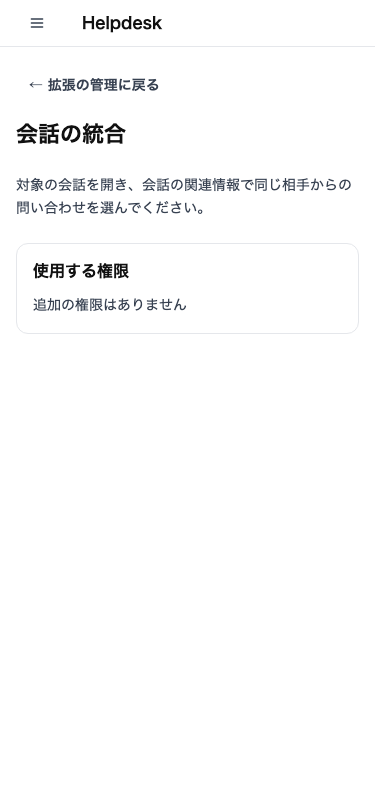 Helpdesk
← 拡張の管理に戻る
会話の統合
対象の会話を開き、会話の関連情報で同じ相手からの
問い合わせを選んでください。
使用する権限
追加の権限はありません